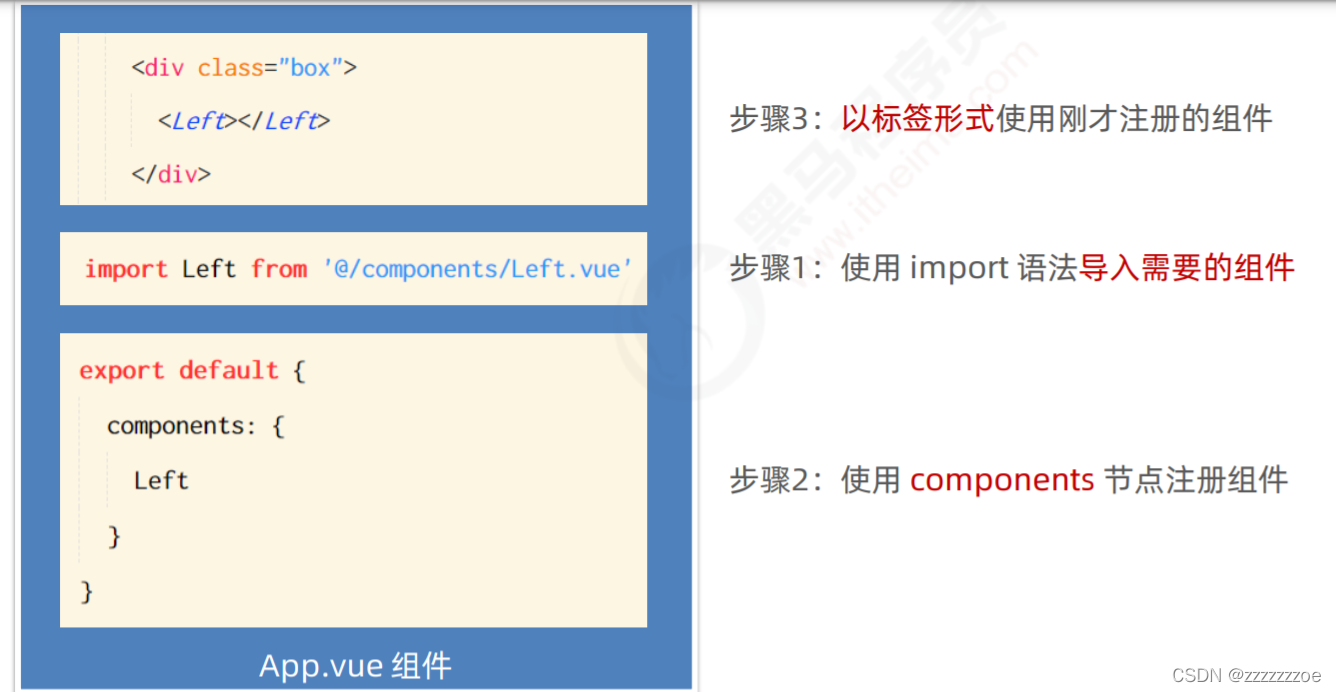 <div class="box">
<Left></Left>
</div>
步骤3：以标签形式使用刚才注册的组件
import Left from '@/components/Left.vue'
步骤1：使用 import 语法导入需要的组件
export default {
components: {
Left
}
}
步骤2：使用 components 节点注册组件
App.vue 组件
黑马程序员
www.itheima.com
CSDN @zzzzzzzoe